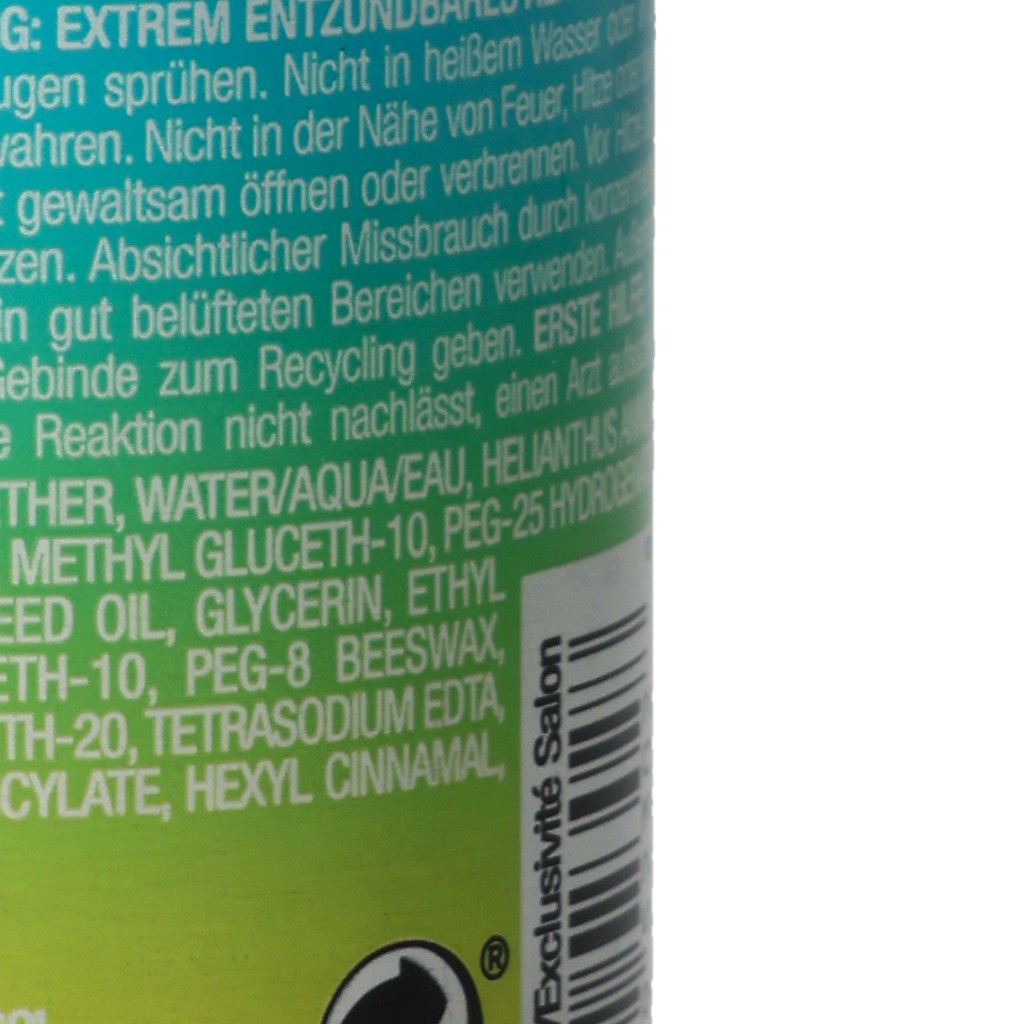 G: EXTREM
ugen sprühen. Nicht in heißem Wasser oder
wahren. Nicht in der Nähe von Feuer, Hitze oder
gewaltsam öffnen oder verbrennen. Vor Hitze
zen. Absichtlicher Missbrauch durch
in gut belüfteten Bereichen verwenden.
Gebinde zum Recycling geben. ERSTE HILFE
e Reaktion nicht nachlässt, einen Arzt
THER, WATER/AQUA/EAU, HELIANTHUS
METHYL GLUCETH-10, PEG-25
EED OIL, GLYCERIN, ETHYL
ETH-10, PEG-8 BEESWAX,
TH-20, TETRASODIUM EDTA,
CYLATE, HEXYL CINNAMAL,
/Exclusivité Salon
®